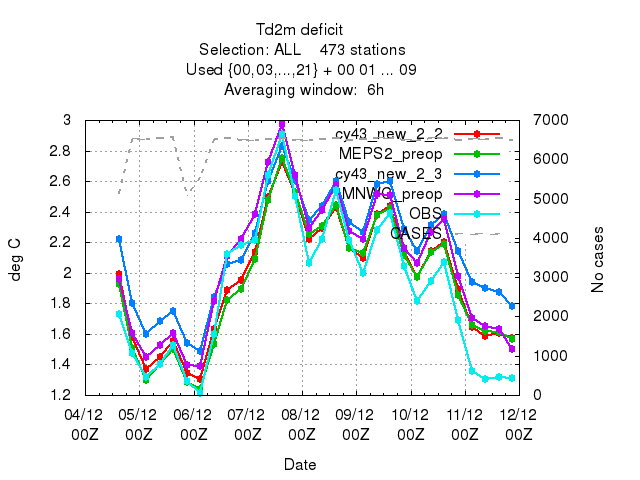 Td2m deficit
Selection: ALL    473 stations
Used {00,03,...,21} + 00 01 ... 09
Averaging window:  6h
3
2.8
2.6
2.4
2.2
2
1.8
1.6
1.4
1.2
deg C
7000
6000
5000
4000
3000
2000
1000
0
No cases
cy43_new_2_2
MEPS2_preop
cy43_new_2_3
MNWC_preop
OBS
CASES
04/12 05/12 06/12 07/12 08/12 09/12 10/12 11/12 12/12
00Z 00Z 00Z 00Z 00Z 00Z 00Z 00Z 00Z
Date